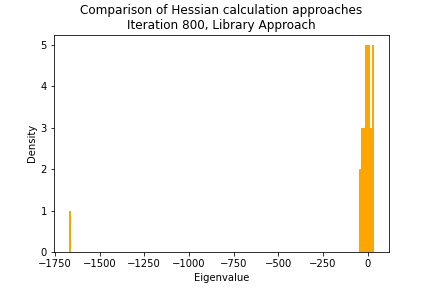 Comparison of Hessian calculation approaches
Iteration 800, Library Approach
5
4
3
2
1
0
Density
−1750 −1500 −1250 −1000 −750 −500 −250 0
Eigenvalue